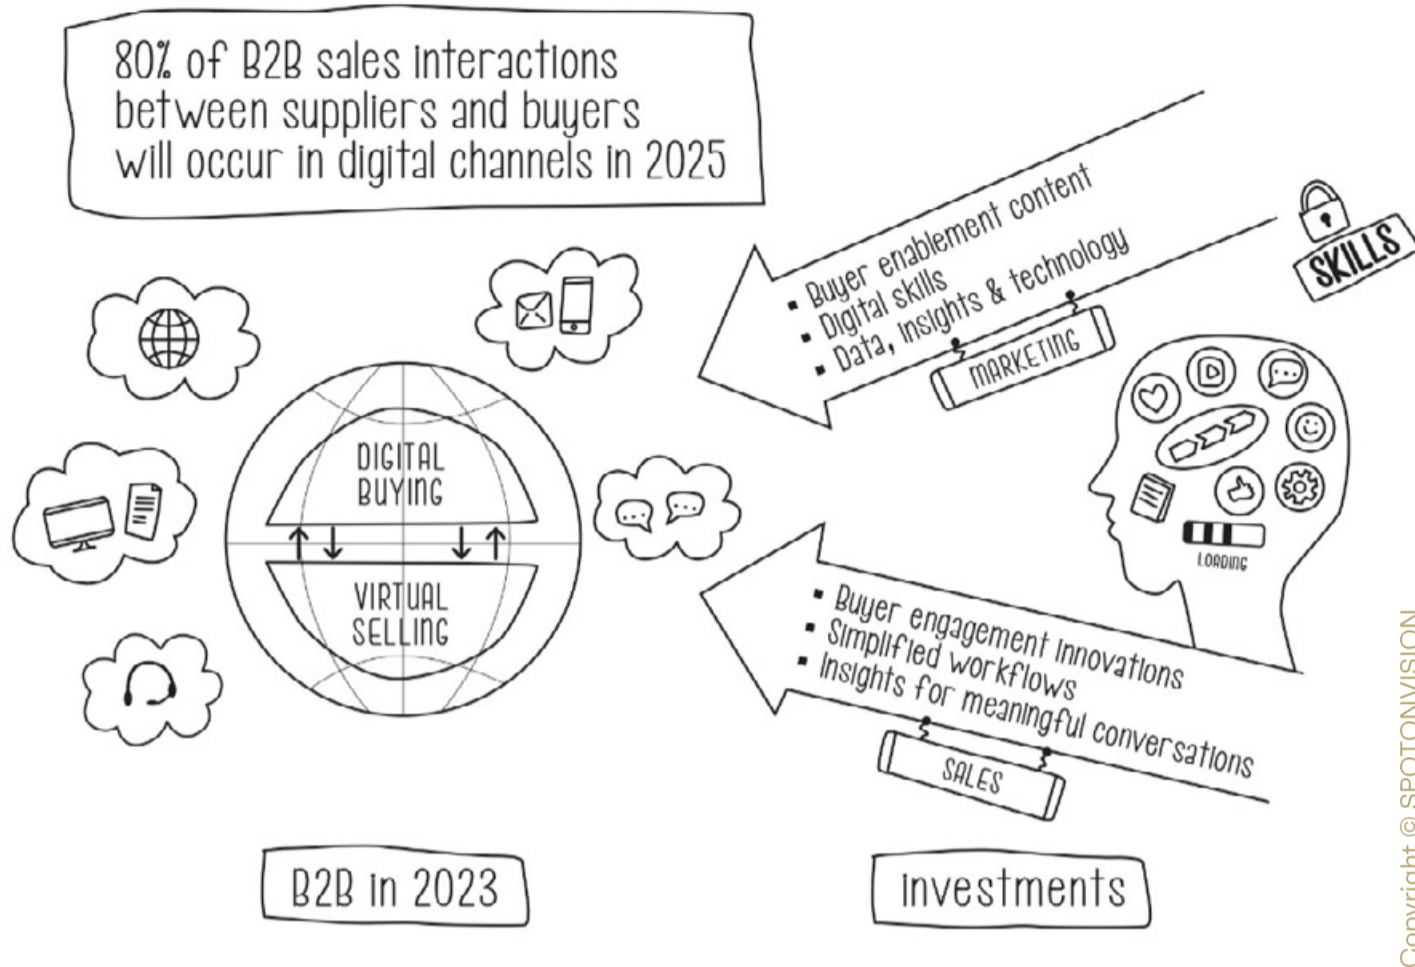 80% of B2B sales interactions
between suppliers and buyers
will occur in digital channels in 2025
▪ Buyer enablement content
▪ Digital skills
▪ Data, insights & technology
MARKETING
SKILLS
DIGITAL
BUYING
VIRTUAL
SELLING
LOADING
▪ Buyer engagement innovations
▪ Simplified workflows
▪ Insights for meaningful conversations
SALES
B2B in 2023
investments
Copyright © SPOTONVISION